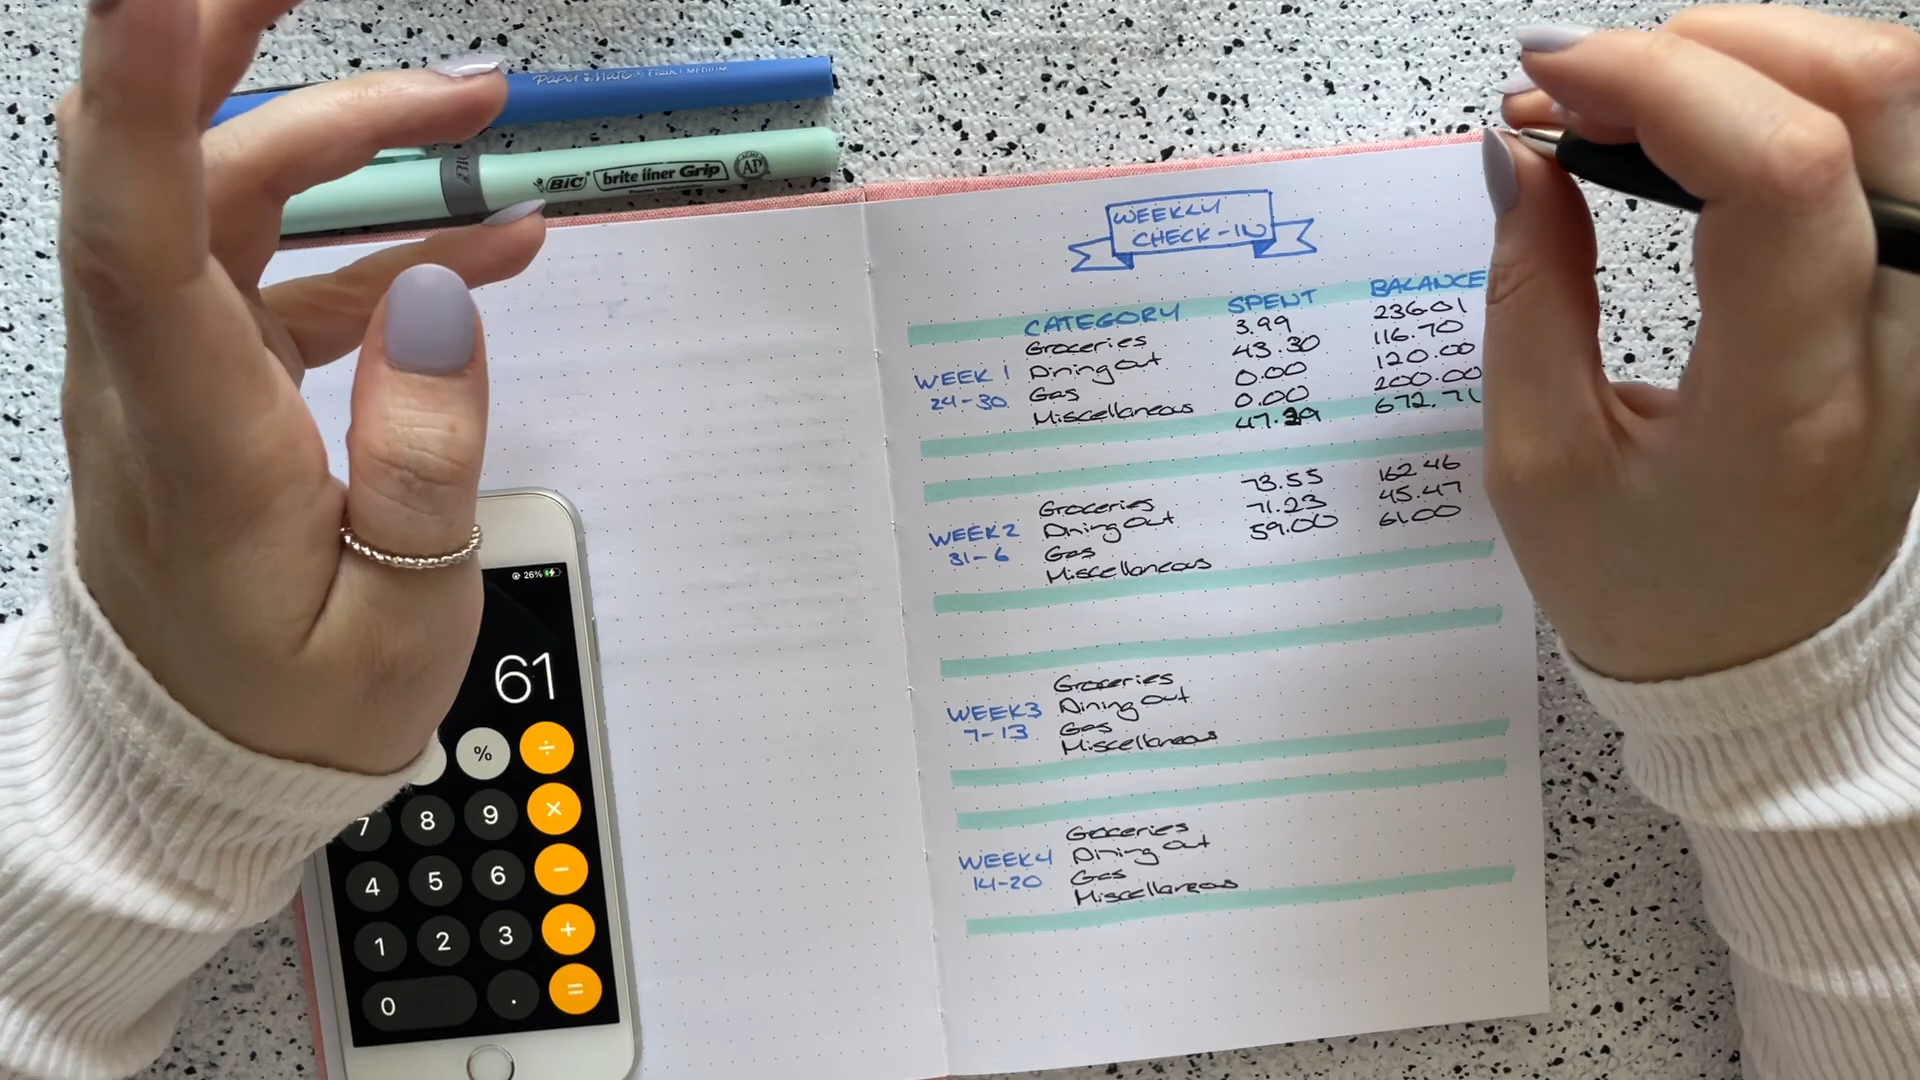 Paper Mate Flair MEDIUM
BIC brite liner Grip AP
WEEKLY
CHECK-IN
CATEGORY SPENT BALANCE
Groceries 3.99 236.01
Dining Out 43.30 116.70
Gas 0.00 120.00
Miscellaneous 0.00 200.00
47.29 672.71
WEEK 1
24-30
Groceries 73.55 162.46
Dining Out 71.23 45.47
Gas 59.00 61.00
Miscellaneous
WEEK 2
31-6
Groceries
Dining Out
Gas
Miscellaneous
WEEK 3
7-13
Groceries
Dining Out
Gas
Miscellaneous
WEEK 4
14-20
26%
61
% ÷
7 8 9 ×
4 5 6 −
1 2 3 +
0 . =